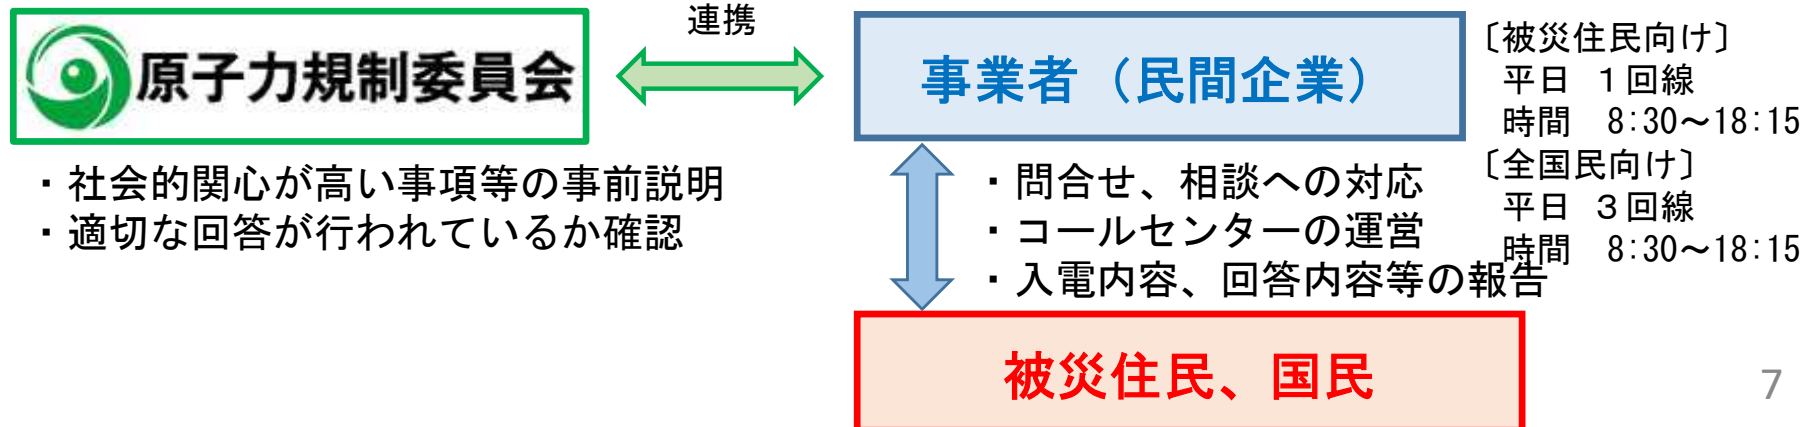 連携
原子力規制委員会
・社会的関心が高い事項等の事前説明
・適切な回答が行われているか確認
事業者（民間企業）
〔被災住民向け〕
平日　１回線
時間　8:30～18:15
〔全国民向け〕
平日　３回線
時間　8:30～18:15
・問合せ、相談への対応
・コールセンターの運営
・入電内容、回答内容等の報告
被災住民、国民
7